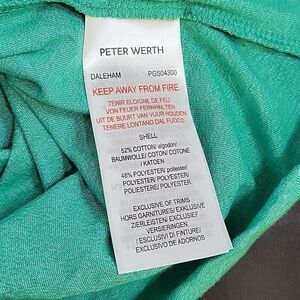 PETER WERTH
DALEHAM PGS04300
KEEP AWAY FROM FIRE
TENIR ELOIGNE DE FEU
VON FEUER FERNHALTEN
UIT DE BUURT VAN VUUR HOUDEN
TENERE LONTANO DAL FUOCO
SHELL
52% COTTON/ algodón/
BAUMWOLLE/ COTON/ COTONE
/ KATOEN
48% POLYESTER/ poliester/
POLYESTER/ POLYESTER/
POLIESTERE/ POLYESTER
EXCLUSIVE OF TRIMS
HORS GARNITURES/ EXKLUSIVE
ZIERLEISTEN/ EXCLUSIEF
VERSIERINGEN
/ ESCLUSIVI DI FINITURE/
EXCLUSIVO DE ADORNOS